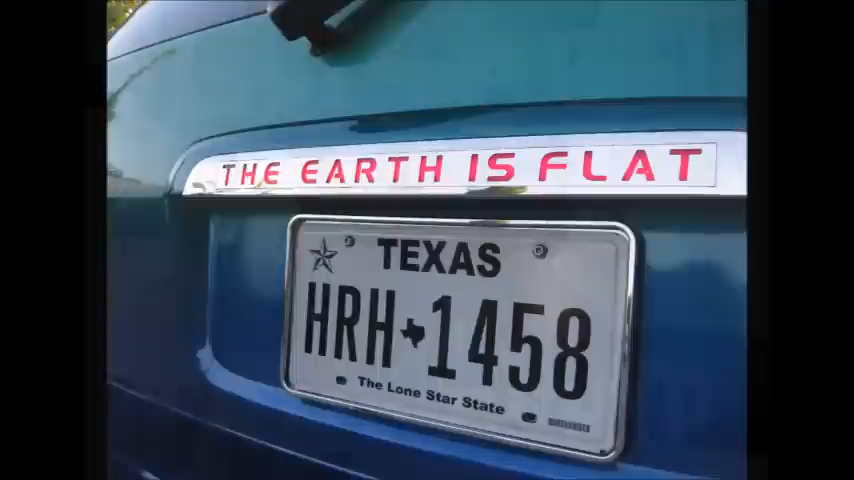 THE EARTH IS FLAT
TEXAS
HRH 1458
The Lone Star State